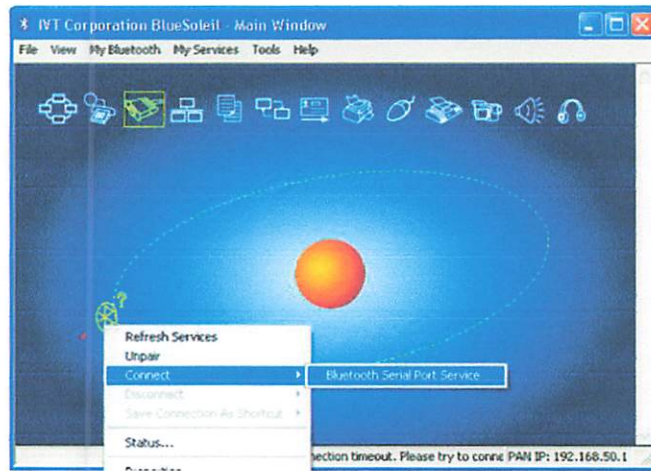 IVT Corporation BlueSoleil - Main Window
File View My Bluetooth My Services Tools Help
?
Refresh Services
Unpair
Connect
Bluetooth Serial Port Service
Disconnect
Save Connection As Shortcut
Status...
nection timeout. Please try to conne PAN IP: 192.168.50.1